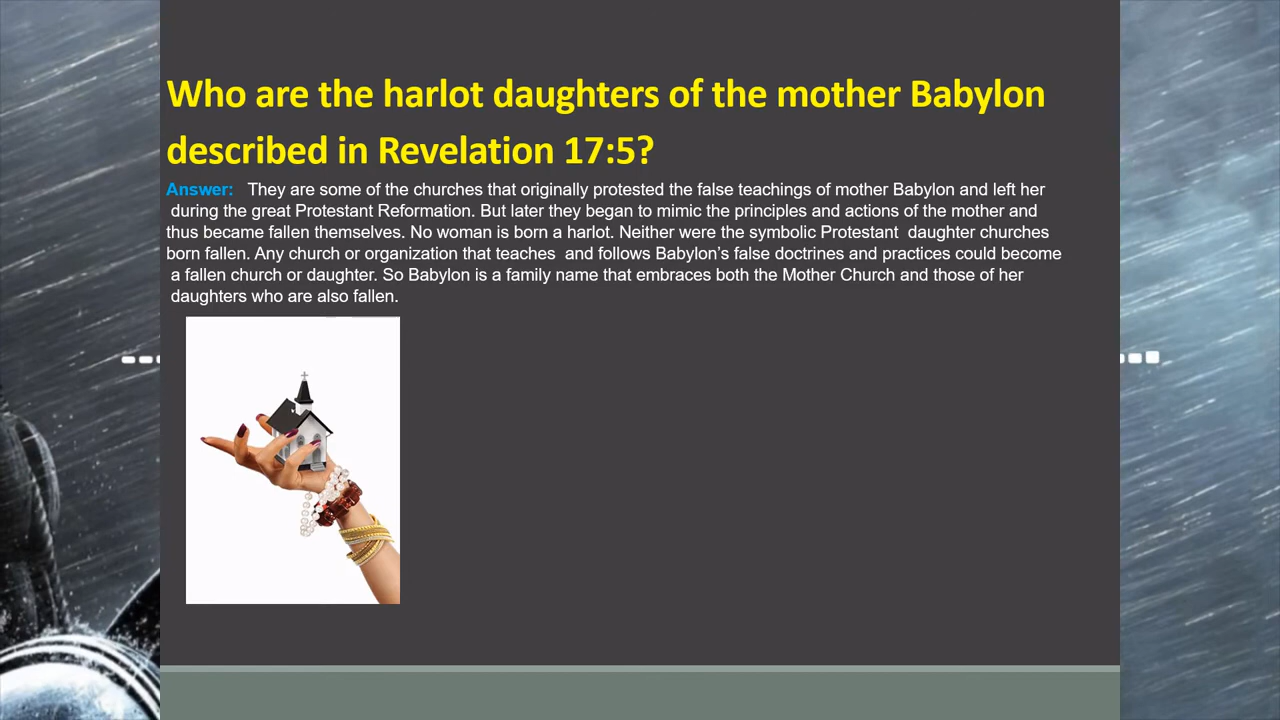 Who are the harlot daughters of the mother Babylon
described in Revelation 17:5?
Answer: They are some of the churches that originally protested the false teachings of mother Babylon and left her
during the great Protestant Reformation. But later they began to mimic the principles and actions of the mother and
thus became fallen themselves. No woman is born a harlot. Neither were the symbolic Protestant daughter churches
born fallen. Any church or organization that teaches and follows Babylon’s false doctrines and practices could become
a fallen church or daughter. So Babylon is a family name that embraces both the Mother Church and those of her
daughters who are also fallen.